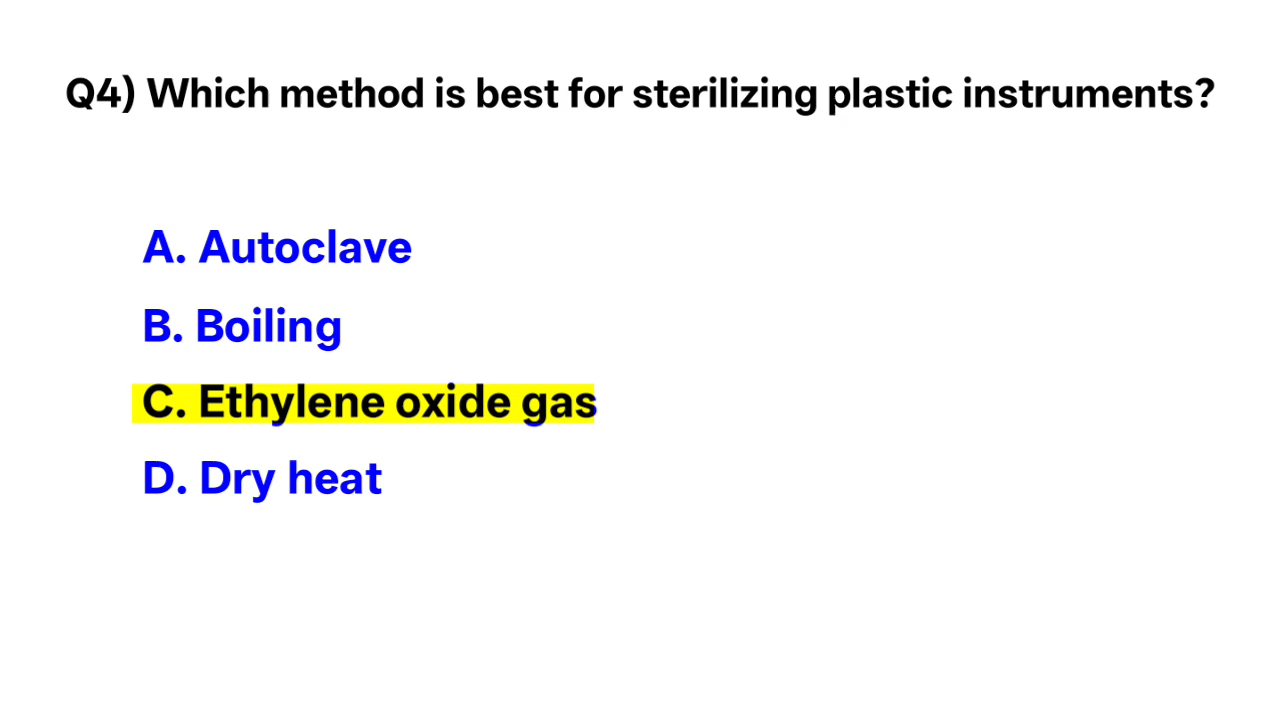 Q4) Which method is best for sterilizing plastic instruments?
A. Autoclave
B. Boiling
C. Ethylene oxide gas
D. Dry heat